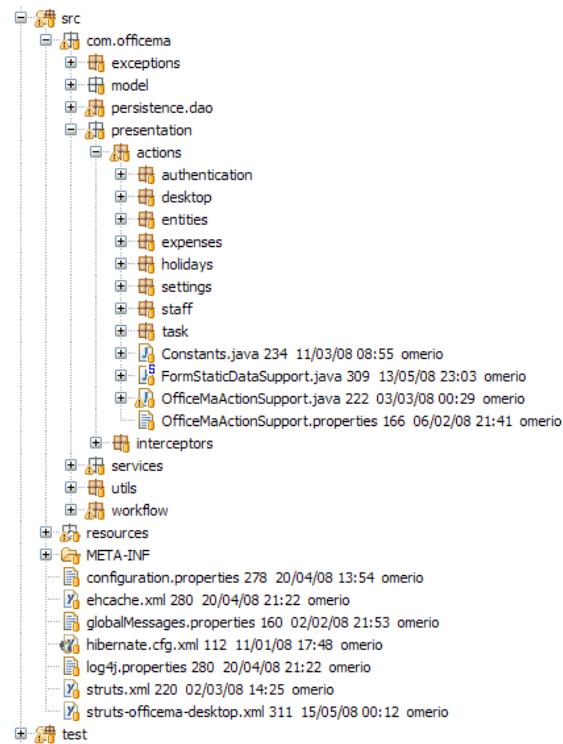 src
com.officema
exceptions
model
persistence.dao
presentation
actions
authentication
desktop
entities
expenses
holidays
settings
staff
task
Constants.java 234 11/03/08 08:55 omerio
FormStaticDataSupport.java 309 13/05/08 23:03 omerio
OfficeMaActionSupport.java 222 03/03/08 00:29 omerio
OfficeMaActionSupport.properties 166 06/02/08 21:41 omerio
interceptors
services
utils
workflow
resources
META-INF
configuration.properties 278 20/04/08 13:54 omerio
ehcache.xml 280 20/04/08 21:22 omerio
globalMessages.properties 160 02/02/08 21:53 omerio
hibernate.cfg.xml 112 11/01/08 17:48 omerio
log4j.properties 280 20/04/08 21:22 omerio
struts.xml 220 02/03/08 14:25 omerio
struts-officema-desktop.xml 311 15/05/08 00:12 omerio
test